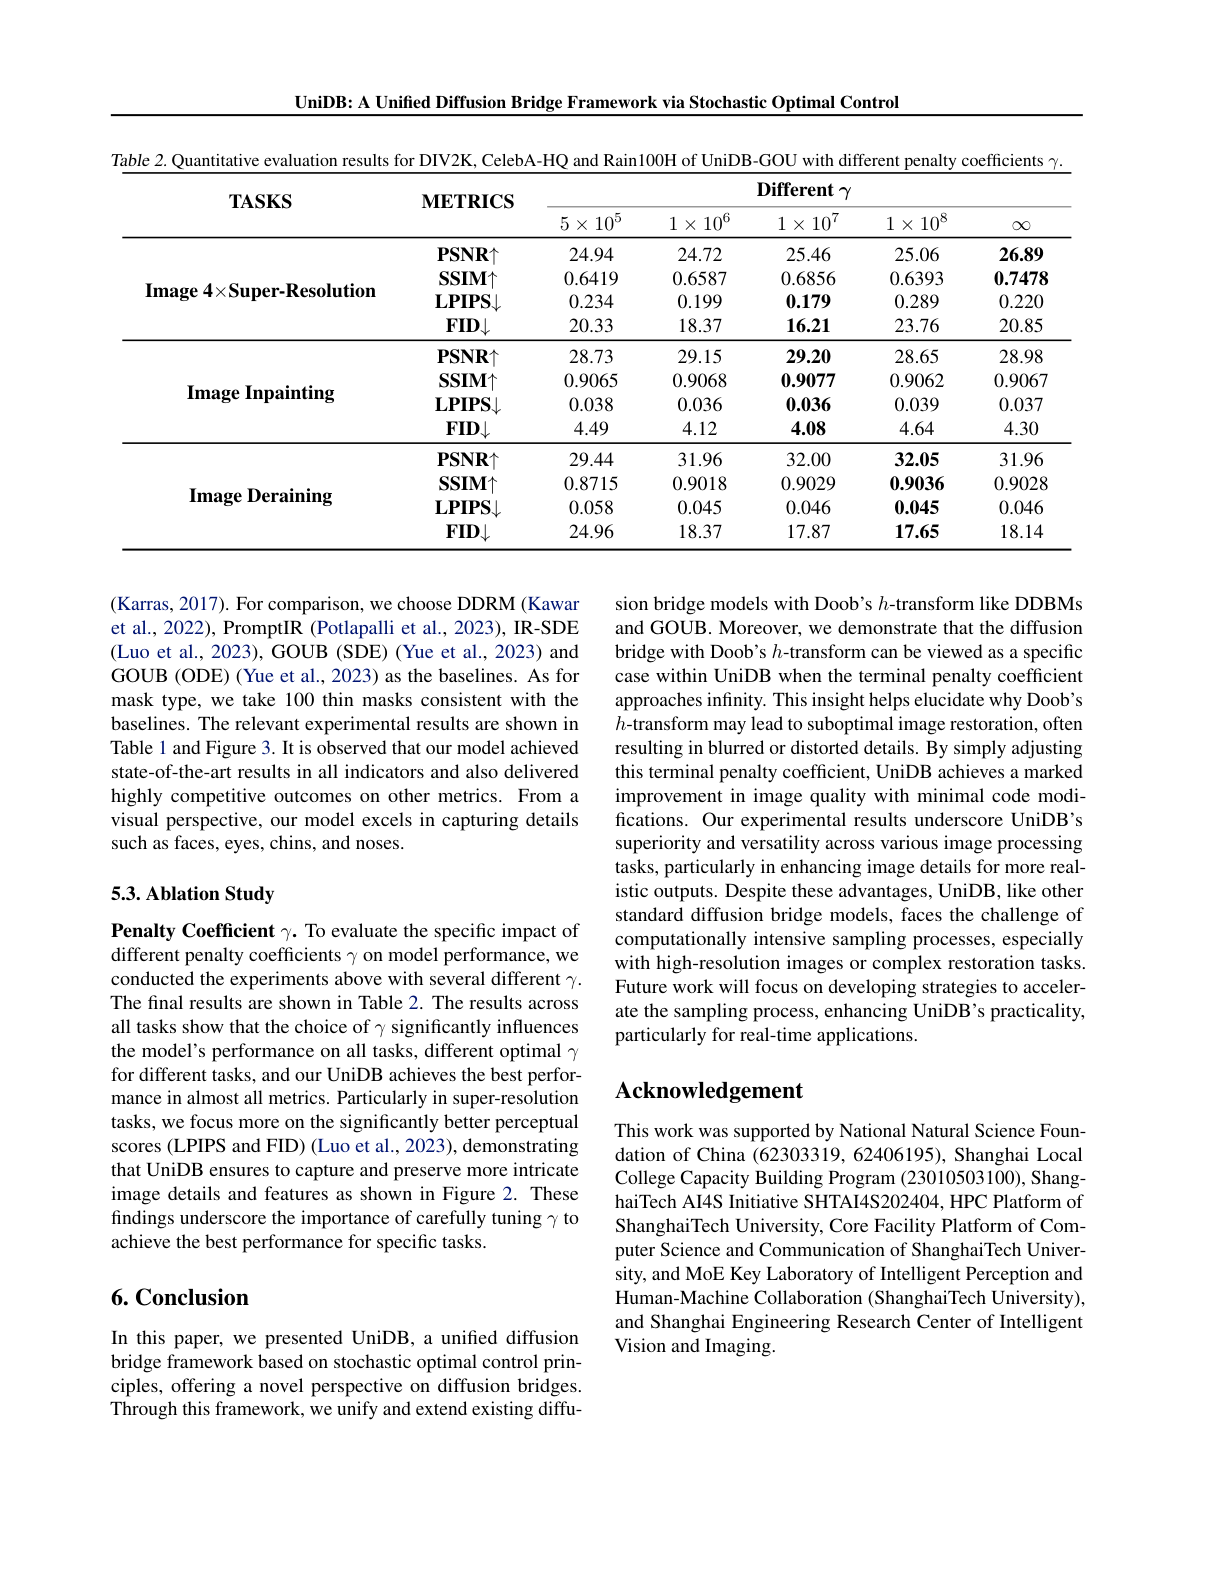 UniDB: A Unified Diffusion Bridge Framework via Stochastic Optimal Control
Table 2. Quantitative evaluation results for DIV2K, CelebA-HQ and Rain100H of UniDB-GOU with different penalty coefficients γ.
TASKS METRICS Different γ
5 × 10⁵ 1 × 10⁶ 1 × 10⁷ 1 × 10⁸ ∞
Image 4×Super-Resolution
PSNR↑ 24.94 24.72 25.46 25.06 26.89
SSIM↑ 0.6419 0.6587 0.6856 0.6393 0.7478
LPIPS↓ 0.234 0.199 0.179 0.289 0.220
FID↓ 20.33 18.37 16.21 23.76 20.85
Image Inpainting
PSNR↑ 28.73 29.15 29.20 28.65 28.98
SSIM↑ 0.9065 0.9068 0.9077 0.9062 0.9067
LPIPS↓ 0.038 0.036 0.036 0.039 0.037
FID↓ 4.49 4.12 4.08 4.64 4.30
Image Deraining
PSNR↑ 29.44 31.96 32.00 32.05 31.96
SSIM↑ 0.8715 0.9018 0.9029 0.9036 0.9028
LPIPS↓ 0.058 0.045 0.046 0.045 0.046
FID↓ 24.96 18.37 17.87 17.65 18.14
(Karras, 2017). For comparison, we choose DDRM (Kawar
et al., 2022), PromptIR (Potlapalli et al., 2023), IR-SDE
(Luo et al., 2023), GOUB (SDE) (Yue et al., 2023) and
GOUB (ODE) (Yue et al., 2023) as the baselines. As for
mask type, we take 100 thin masks consistent with the
baselines. The relevant experimental results are shown in
Table 1 and Figure 3. It is observed that our model achieved
state-of-the-art results in all indicators and also delivered
highly competitive outcomes on other metrics. From a
visual perspective, our model excels in capturing details
such as faces, eyes, chins, and noses.
5.3. Ablation Study
Penalty Coefficient γ. To evaluate the specific impact of
different penalty coefficients γ on model performance, we
conducted the experiments above with several different γ.
The final results are shown in Table 2. The results across
all tasks show that the choice of γ significantly influences
the model's performance on all tasks, different optimal γ
for different tasks, and our UniDB achieves the best perfor-
mance in almost all metrics. Particularly in super-resolution
tasks, we focus more on the significantly better perceptual
scores (LPIPS and FID) (Luo et al., 2023), demonstrating
that UniDB ensures to capture and preserve more intricate
image details and features as shown in Figure 2. These
findings underscore the importance of carefully tuning γ to
achieve the best performance for specific tasks.
6. Conclusion
In this paper, we presented UniDB, a unified diffusion
bridge framework based on stochastic optimal control prin-
ciples, offering a novel perspective on diffusion bridges.
Through this framework, we unify and extend existing diffu-
sion bridge models with Doob's h-transform like DDBMs
and GOUB. Moreover, we demonstrate that the diffusion
bridge with Doob's h-transform can be viewed as a specific
case within UniDB when the terminal penalty coefficient
approaches infinity. This insight helps elucidate why Doob's
h-transform may lead to suboptimal image restoration, often
resulting in blurred or distorted details. By simply adjusting
this terminal penalty coefficient, UniDB achieves a marked
improvement in image quality with minimal code modi-
fications. Our experimental results underscore UniDB's
superiority and versatility across various image processing
tasks, particularly in enhancing image details for more real-
istic outputs. Despite these advantages, UniDB, like other
standard diffusion bridge models, faces the challenge of
computationally intensive sampling processes, especially
with high-resolution images or complex restoration tasks.
Future work will focus on developing strategies to acceler-
ate the sampling process, enhancing UniDB's practicality,
particularly for real-time applications.
Acknowledgement
This work was supported by National Natural Science Foun-
dation of China (62303319, 62406195), Shanghai Local
College Capacity Building Program (23010503100), Shang-
haiTech AI4S Initiative SHTAI4S202404, HPC Platform of
ShanghaiTech University, Core Facility Platform of Com-
puter Science and Communication of ShanghaiTech Univer-
sity, and MoE Key Laboratory of Intelligent Perception and
Human-Machine Collaboration (ShanghaiTech University),
and Shanghai Engineering Research Center of Intelligent
Vision and Imaging.